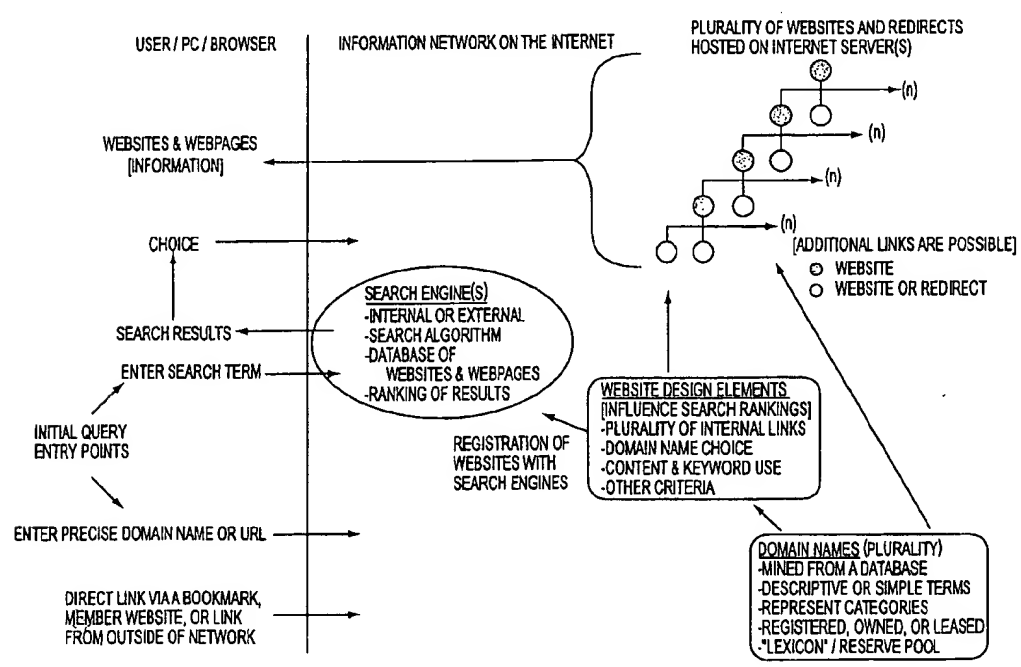 USER / PC / BROWSER
INFORMATION NETWORK ON THE INTERNET
PLURALITY OF WEBSITES AND REDIRECTS
HOSTED ON INTERNET SERVER(S)
(n)
(n)
(n)
(n)
WEBSITES & WEBPAGES
[INFORMATION]
CHOICE
[ADDITIONAL LINKS ARE POSSIBLE]
WEBSITE
WEBSITE OR REDIRECT
SEARCH ENGINE(S)
-INTERNAL OR EXTERNAL
-SEARCH ALGORITHM
-DATABASE OF
WEBSITES & WEBPAGES
-RANKING OF RESULTS
SEARCH RESULTS
ENTER SEARCH TERM
INITIAL QUERY
ENTRY POINTS
WEBSITE DESIGN ELEMENTS
[INFLUENCE SEARCH RANKINGS]
-PLURALITY OF INTERNAL LINKS
-DOMAIN NAME CHOICE
-CONTENT & KEYWORD USE
-OTHER CRITERIA
REGISTRATION OF
WEBSITES WITH
SEARCH ENGINES
ENTER PRECISE DOMAIN NAME OR URL
DOMAIN NAMES (PLURALITY)
-MINED FROM A DATABASE
-DESCRIPTIVE OR SIMPLE TERMS
-REPRESENT CATEGORIES
-REGISTERED, OWNED, OR LEASED
-"LEXICON" / RESERVE POOL
DIRECT LINK VIA A BOOKMARK,
MEMBER WEBSITE, OR LINK
FROM OUTSIDE OF NETWORK